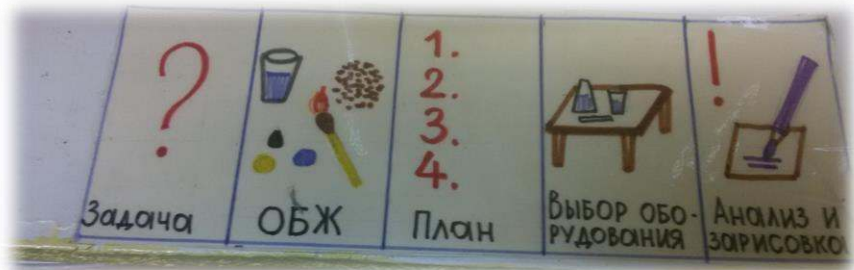 ?
1.
2.
3.
4.
!
Задача
ОБЖ
План
Выбор обо-
рудования
Анализ и
зарисовка